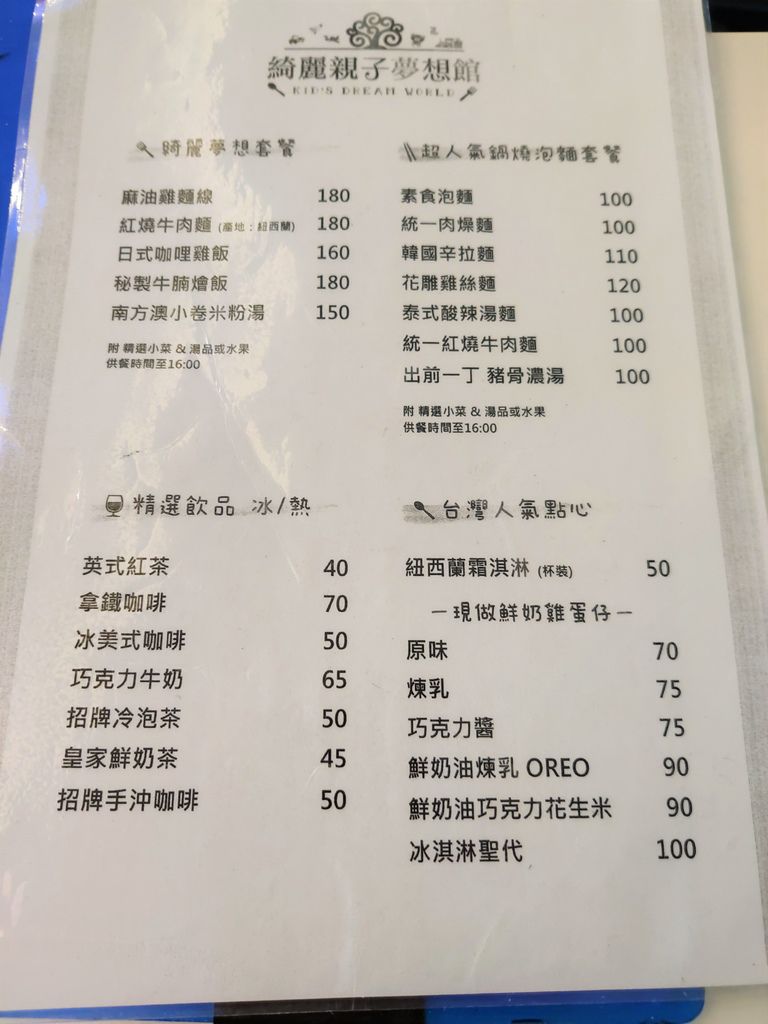 綺麗親子夢想館
KID'S DREAM WORLD
綺麗夢想套餐
麻油雞麵線 180
紅燒牛肉麵 (產地：紐西蘭) 180
日式咖哩雞飯 160
秘製牛腩燴飯 180
南方澳小卷米粉湯 150
附 精選小菜 & 湯品或水果
供餐時間至16:00
超人氣鍋燒泡麵套餐
素食泡麵 100
統一肉燥麵 100
韓國辛拉麵 110
花雕雞絲麵 120
泰式酸辣湯麵 100
統一紅燒牛肉麵 100
出前一丁 豬骨濃湯 100
附 精選小菜 & 湯品或水果
供餐時間至16:00
精選飲品 冰/熱
英式紅茶 40
拿鐵咖啡 70
冰美式咖啡 50
巧克力牛奶 65
招牌冷泡茶 50
皇家鮮奶茶 45
招牌手沖咖啡 50
台灣人氣點心
紐西蘭霜淇淋 (杯裝) 50
－現做鮮奶雞蛋仔－
原味 70
煉乳 75
巧克力醬 75
鮮奶油煉乳 OREO 90
鮮奶油巧克力花生米 90
冰淇淋聖代 100